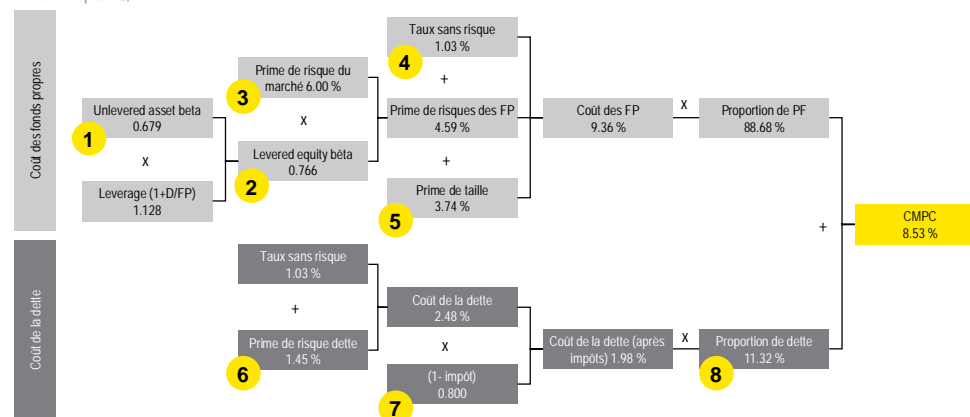 Coût des fonds propres
Unlevered asset beta
0.679
1
x
Leverage (1+D/FP)
1.128
Prime de risque du
marché 6.00 %
3
x
Levered equity bêta
0.766
2
Taux sans risque
1.03 %
4
+
Prime de risques des FP
4.59 %
+
Prime de taille
3.74 %
5
Coût des FP
9.36 %
x
Proportion de PF
88.68 %
Coût de la dette
Taux sans risque
1.03 %
+
Prime de risque dette
1.45 %
6
Coût de la dette
2.48 %
x
(1- impôt)
0.800
7
Coût de la dette (après
impôts) 1.98 %
x
Proportion de dette
11.32 %
8
+
CMPC
8.53 %